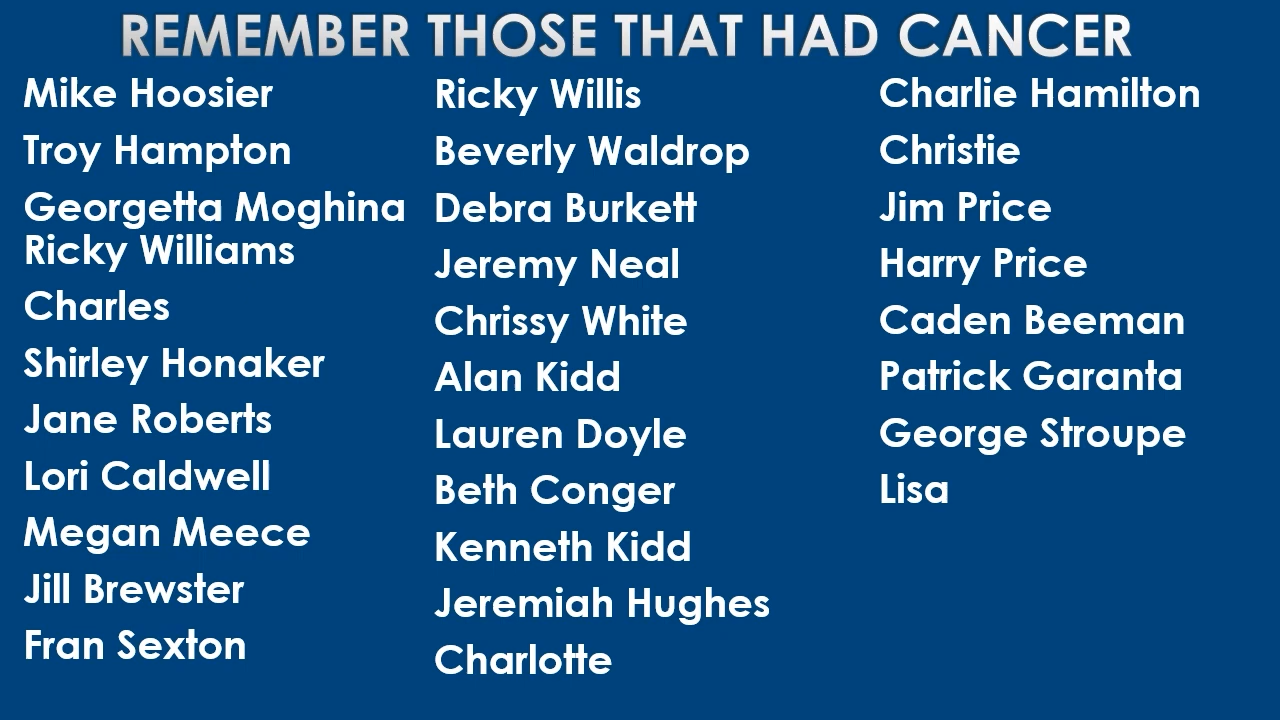 REMEMBER THOSE THAT HAD CANCER
Mike Hoosier
Troy Hampton
Georgetta Moghina
Ricky Williams
Charles
Shirley Honaker
Jane Roberts
Lori Caldwell
Megan Meece
Jill Brewster
Fran Sexton
Ricky Willis
Beverly Waldrop
Debra Burkett
Jeremy Neal
Chrissy White
Alan Kidd
Lauren Doyle
Beth Conger
Kenneth Kidd
Jeremiah Hughes
Charlotte
Charlie Hamilton
Christie
Jim Price
Harry Price
Caden Beeman
Patrick Garanta
George Stroupe
Lisa